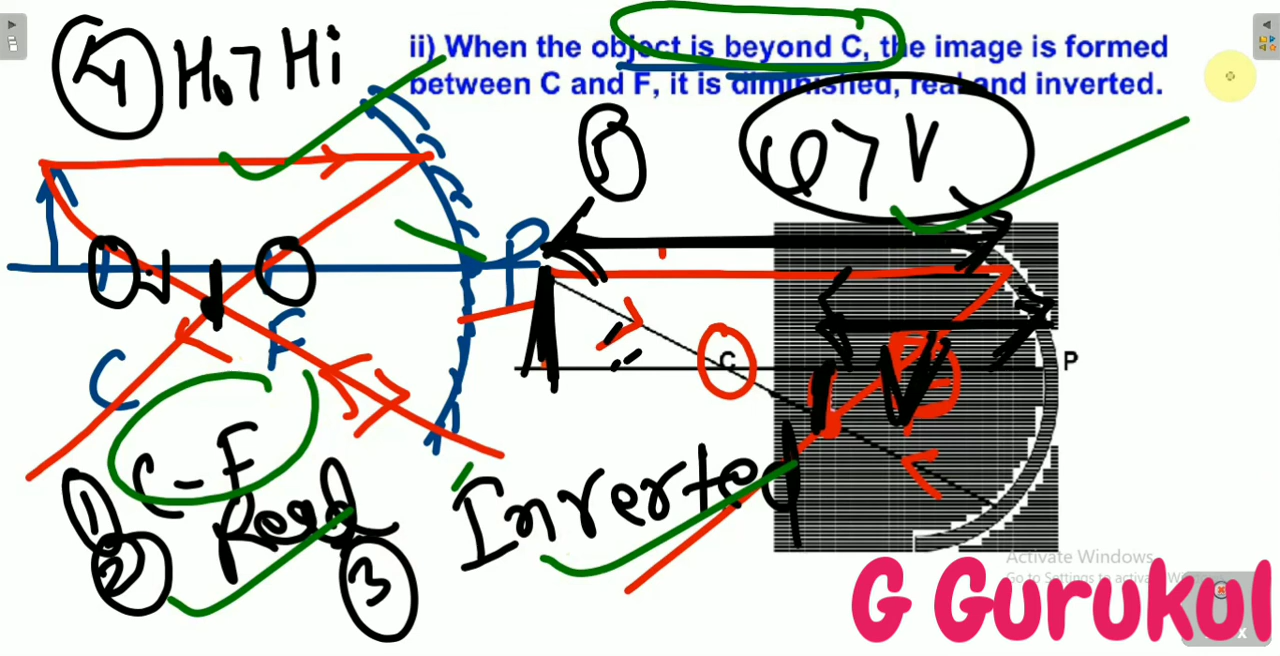 ④ Ho > Hi
ii) When the object is beyond C, the image is formed
between C and F, it is diminished, real and inverted.
⑤ U > V
P
C F
C P
F
① C - F
② Real ③ Inverted
Activate Windows
Go to Settings to activate
G Gurukul